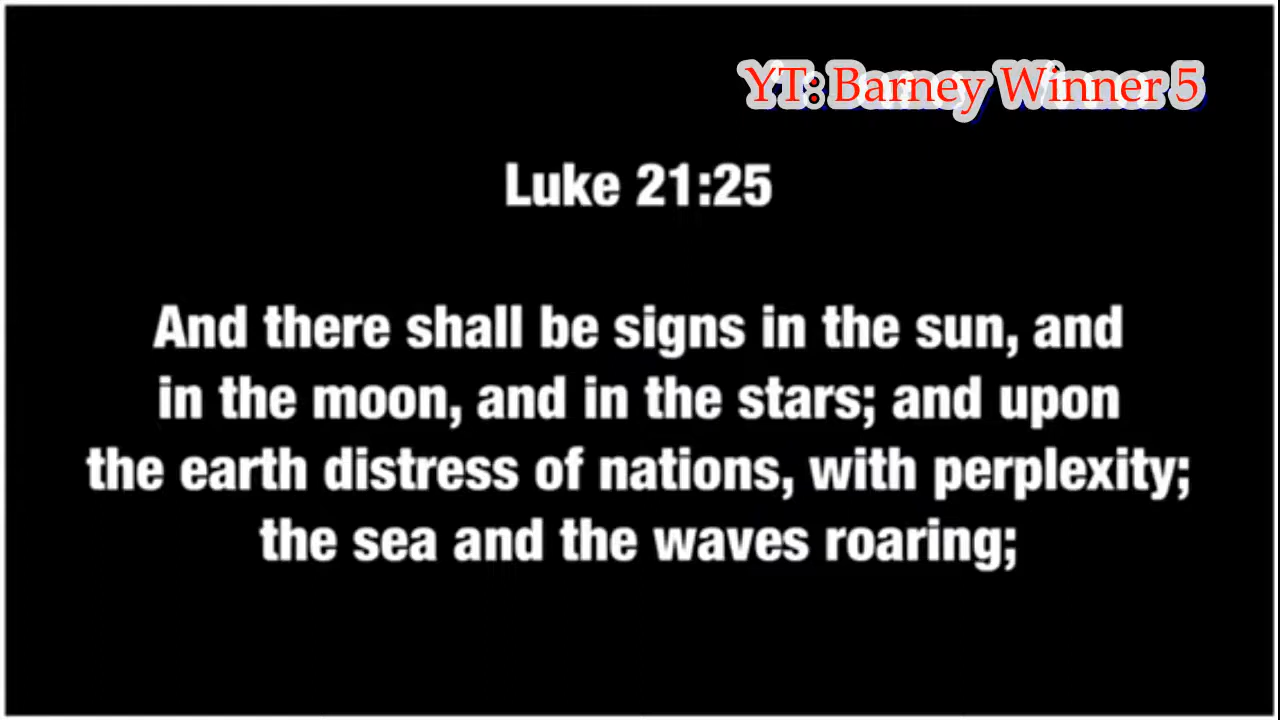 YT: Barney Winner 5
Luke 21:25
And there shall be signs in the sun, and
in the moon, and in the stars; and upon
the earth distress of nations, with perplexity;
the sea and the waves roaring;